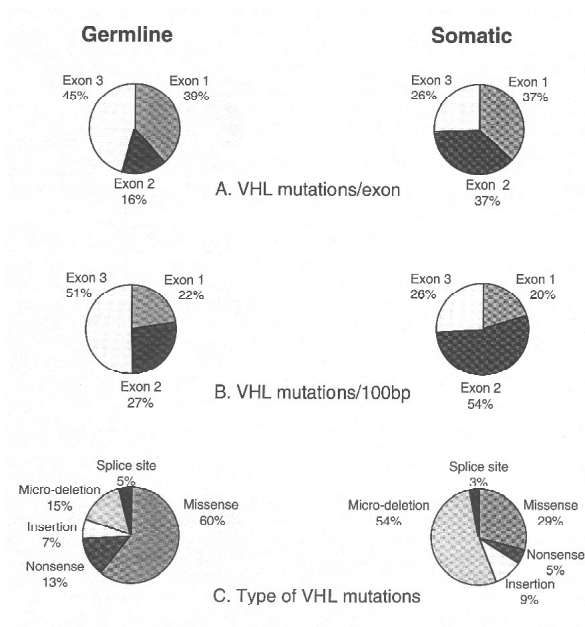 Germline
Somatic
Exon 3
45%
Exon 1
39%
Exon 2
16%
Exon 3
26%
Exon 1
37%
Exon 2
37%
A. VHL mutations/exon
Exon 3
51%
Exon 1
22%
Exon 2
27%
Exon 3
26%
Exon 1
20%
Exon 2
54%
B. VHL mutations/100bp
Splice site
5%
Micro-deletion
15%
Insertion
7%
Nonsense
13%
Missense
60%
Splice site
3%
Micro-deletion
54%
Missense
29%
Nonsense
5%
Insertion
9%
C. Type of VHL mutations